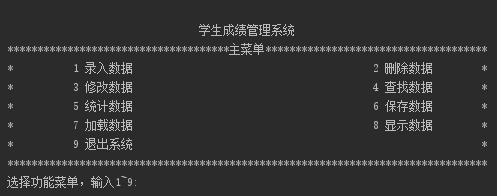 学生成绩管理系统
*************************************主菜单*************************************
* 1 录入数据 2 删除数据 *
* 3 修改数据 4 查找数据 *
* 5 统计数据 6 保存数据 *
* 7 加载数据 8 显示数据 *
* 9 退出系统 *
********************************************************************************
选择功能菜单，输入1~9: